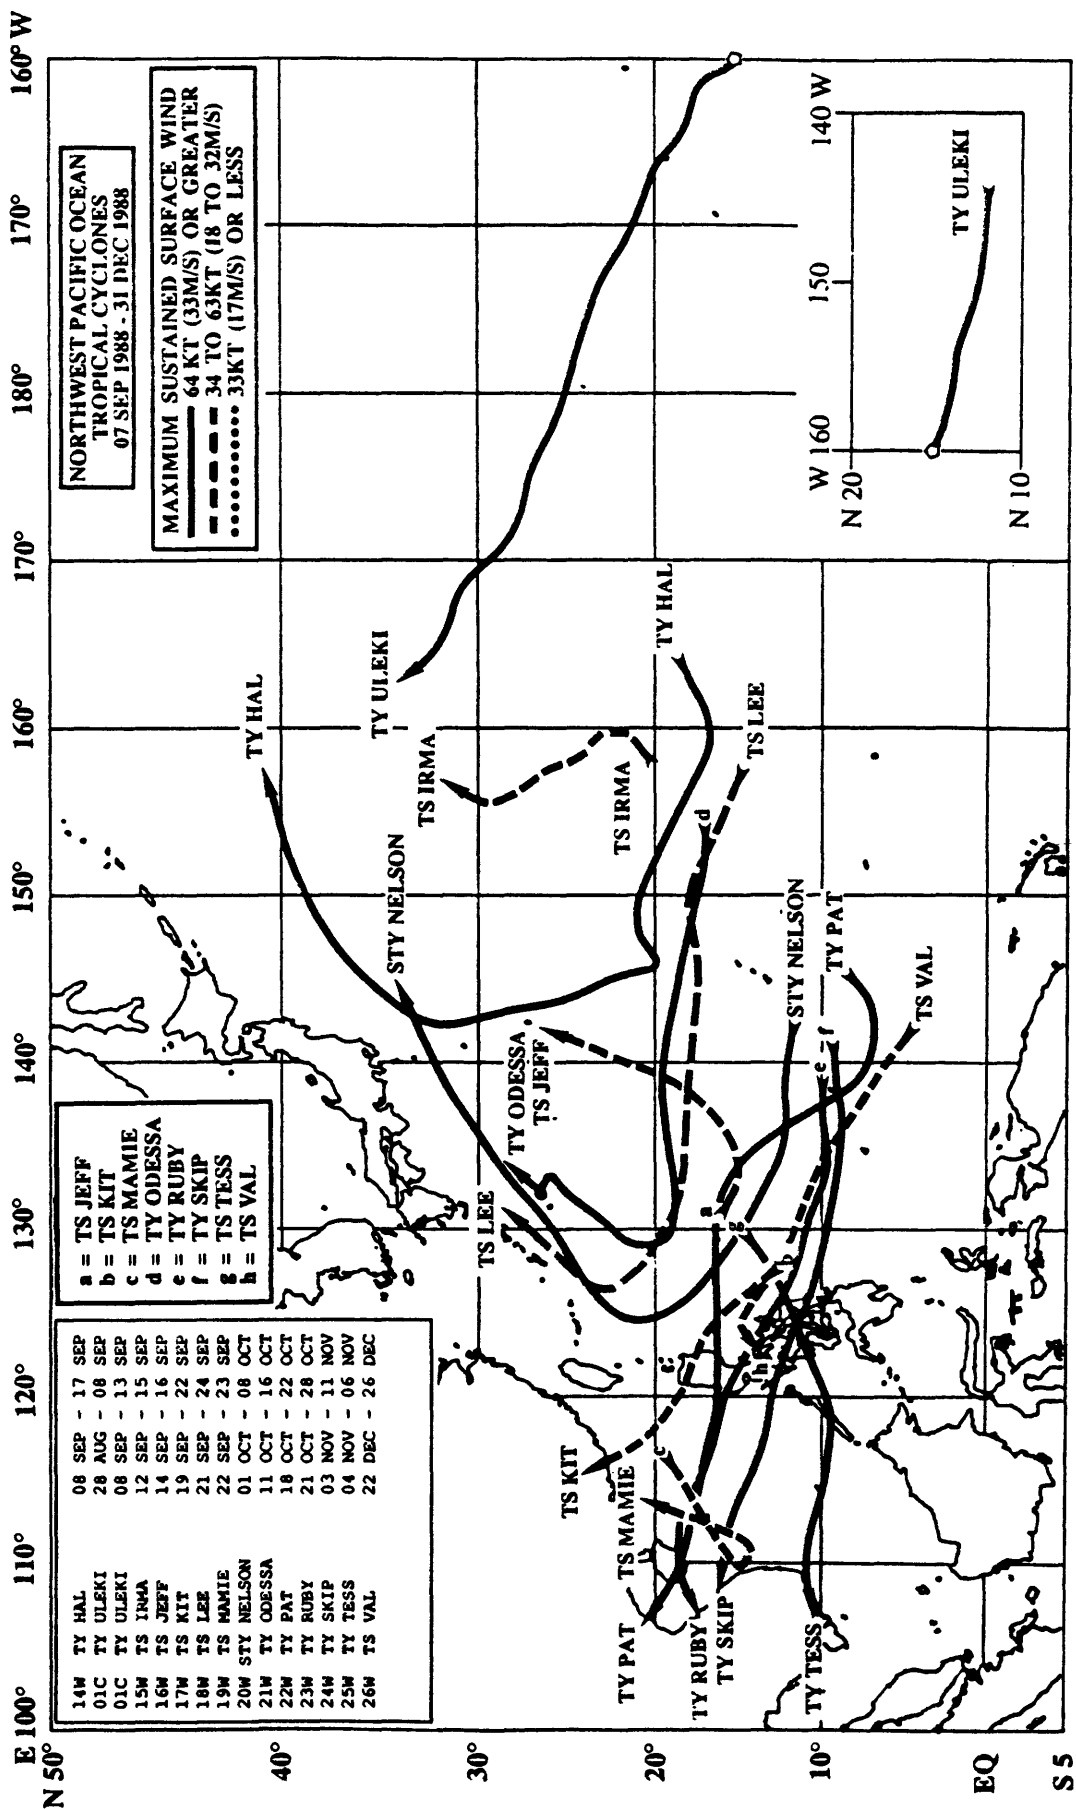 NORTHWEST PACIFIC OCEAN
TROPICAL CYCLONES
07 SEP 1988 - 31 DEC 1988
MAXIMUM SUSTAINED SURFACE WIND
64 KT (33M/S) OR GREATER
34 TO 63KT (18 TO 32M/S)
33KT (17M/S) OR LESS
E 100°
110°
120°
130°
140°
150°
160°
170°
180°
170°
160° W
N 50°
40°
30°
20°
10°
EQ
S 5
14W TY HAL 08 SEP - 17 SEP
01C TY ULEKI 28 AUG - 08 SEP
01C TY ULEKI 08 SEP - 13 SEP
15W TS IRMA 12 SEP - 15 SEP
16W TS JEFF 14 SEP - 16 SEP
17W TS KIT 19 SEP - 22 SEP
18W TS LEE 21 SEP - 24 SEP
19W TS MAMIE 22 SEP - 23 SEP
20W STY NELSON 01 OCT - 08 OCT
21W TY ODESSA 11 OCT - 16 OCT
22W TY PAT 18 OCT - 22 OCT
23W TY RUBY 21 OCT - 28 OCT
24W TY SKIP 03 NOV - 11 NOV
25W TY TESS 04 NOV - 06 NOV
26W TS VAL 22 DEC - 26 DEC
a = TS JEFF
b = TS KIT
c = TS MAMIE
d = TY ODESSA
e = TY RUBY
f = TY SKIP
g = TS TESS
h = TS VAL
TY HAL
STY NELSON
TY ULEKI
TS IRMA
TS LEE
TY ODESSA
TS JEFF
TS IRMA
TY HAL
TS LEE
d
TS KIT
TS MAMIE
c
a
g
b
h
STY NELSON
TY PAT
e
f
TS VAL
TY PAT
TY RUBY
TY SKIP
TY TESS
W 160
150
140 W
N 20
N 10
TY ULEKI